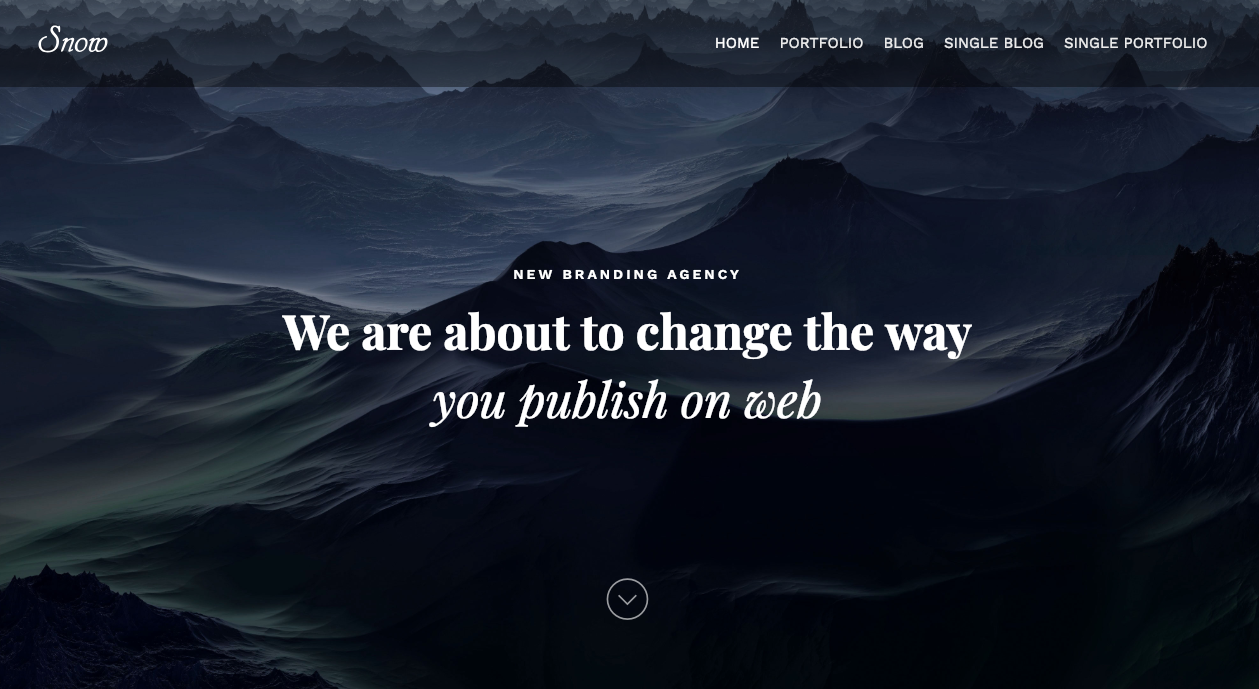 Snow
HOME PORTFOLIO BLOG SINGLE BLOG SINGLE PORTFOLIO
NEW BRANDING AGENCY
We are about to change the way
you publish on web